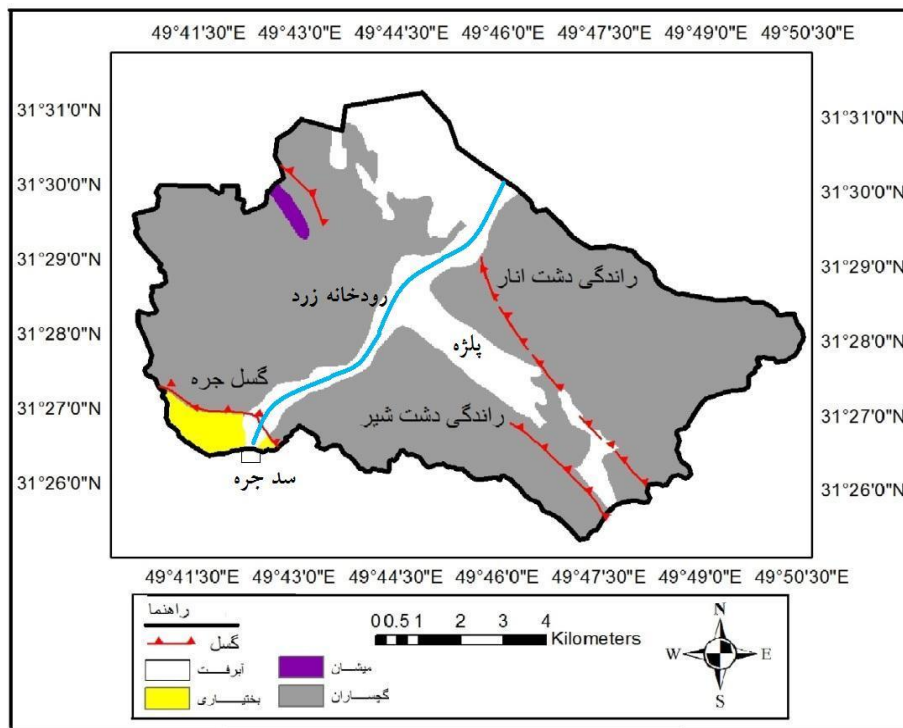 49°41'30"E 49°43'0"E 49°44'30"E 49°46'0"E 49°47'30"E 49°49'0"E 49°50'30"E
31°31'0"N 31°31'0"N
31°30'0"N 31°30'0"N
31°29'0"N 31°29'0"N
31°28'0"N 31°28'0"N
31°27'0"N 31°27'0"N
31°26'0"N 31°26'0"N
راندگی دشت انار
رودخانه زرد
پلژه
گسل جره
راندگی دشت شیر
سد جره
49°41'30"E 49°43'0"E 49°44'30"E 49°46'0"E 49°47'30"E 49°49'0"E 49°50'30"E
راهنما
گسل
آبرفت
میشان
بختیاری
گچساران
0 0.5 1 2 3 4
Kilometers
N
W E
S